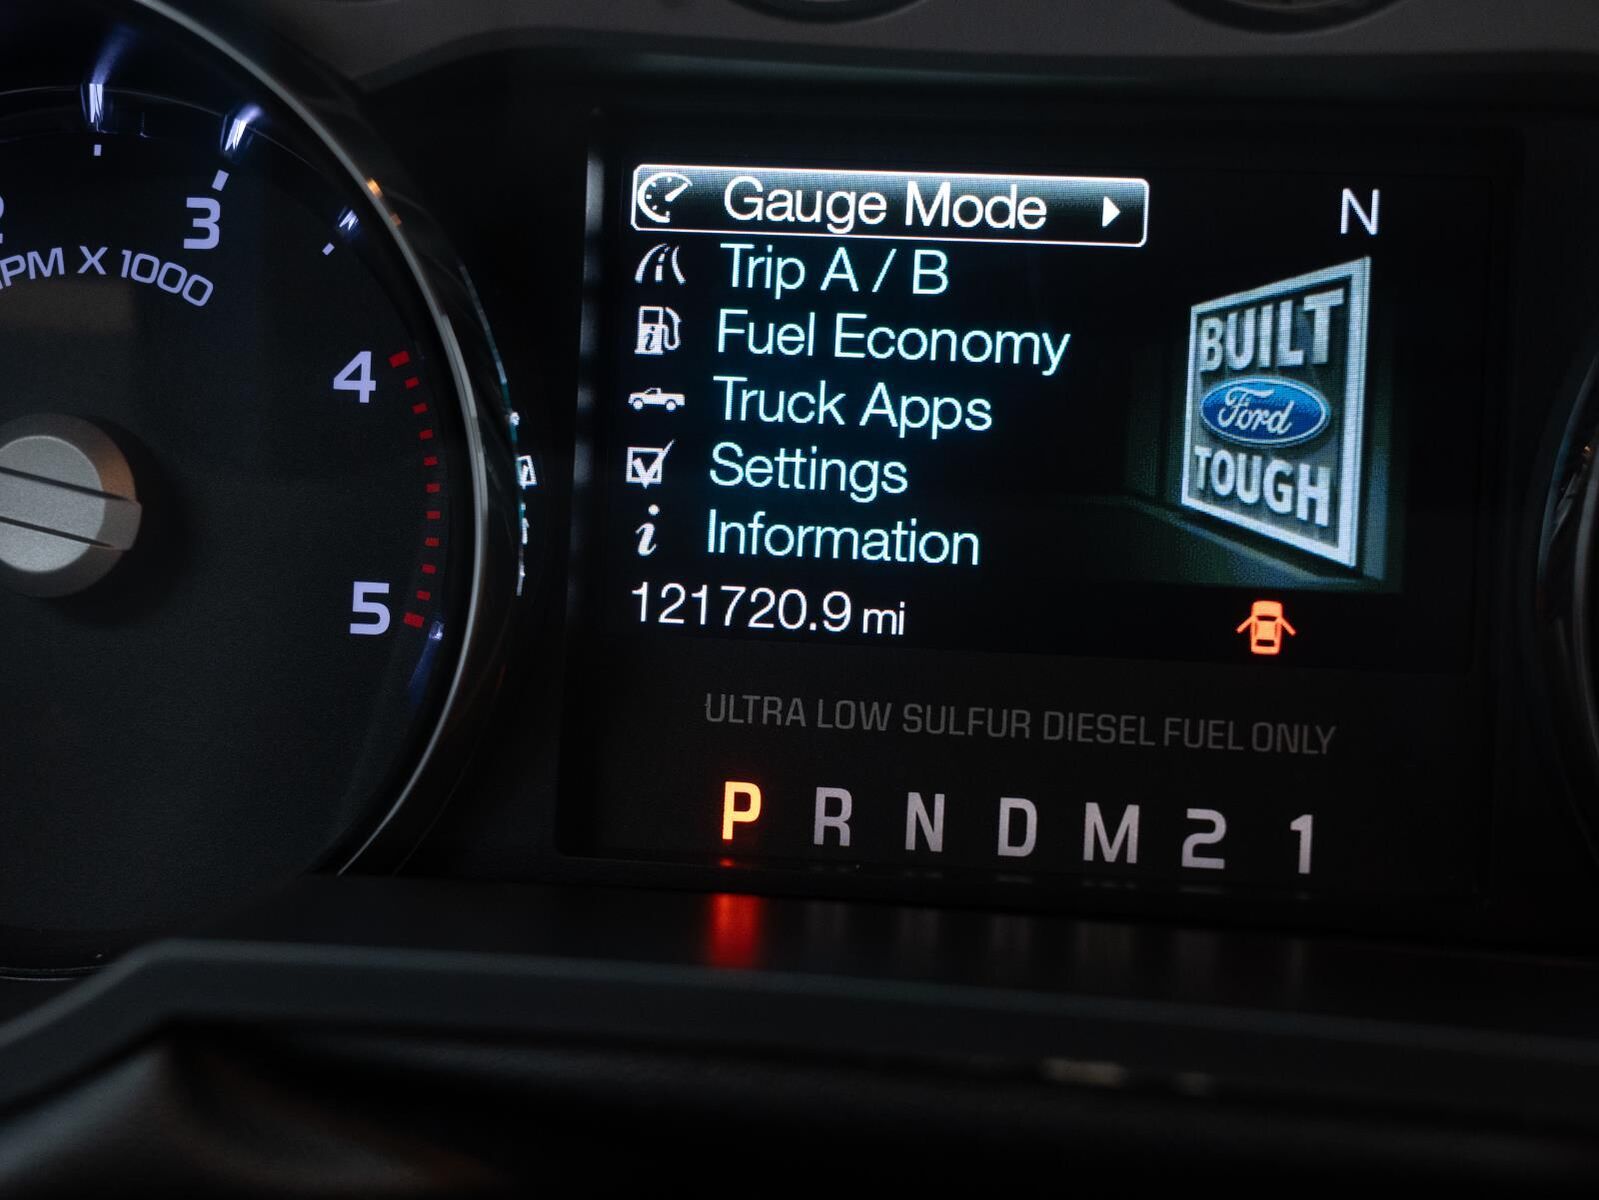 Gauge Mode
N
Trip A / B
Fuel Economy
Truck Apps
Settings
Information
BUILT
Ford
TOUGH
121720.9 mi
ULTRA LOW SULFUR DIESEL FUEL ONLY
P R N D M 2 1
3
X 1000
4
5